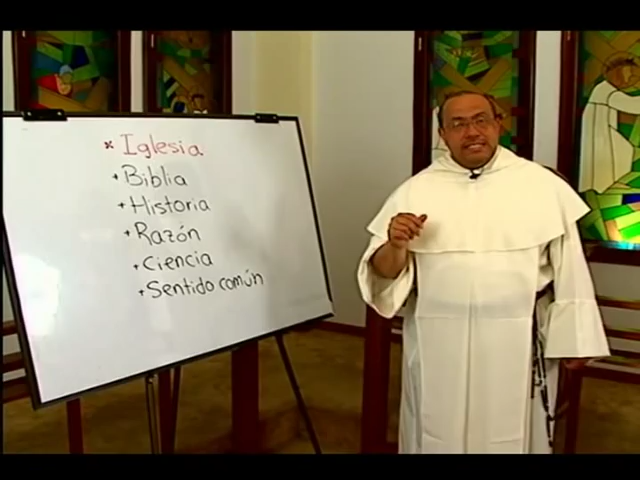 * Iglesia
+ Biblia
+ Historia
+ Razón
+ Ciencia
+ Sentido común